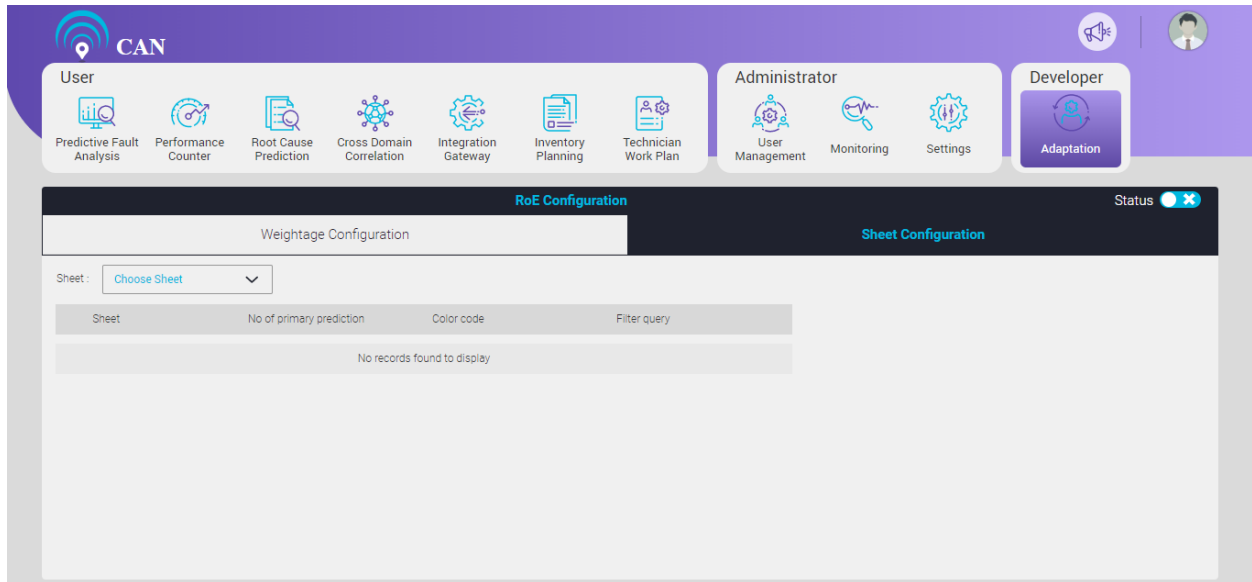 CAN
User
Administrator
Developer
Predictive Fault
Analysis
Performance
Counter
Root Cause
Prediction
Cross Domain
Correlation
Integration
Gateway
Inventory
Planning
Technician
Work Plan
User
Management
Monitoring
Settings
Adaptation
RoE Configuration
Status
Weightage Configuration
Sheet Configuration
Sheet : Choose Sheet
Sheet No of primary prediction Color code Filter query
No records found to display